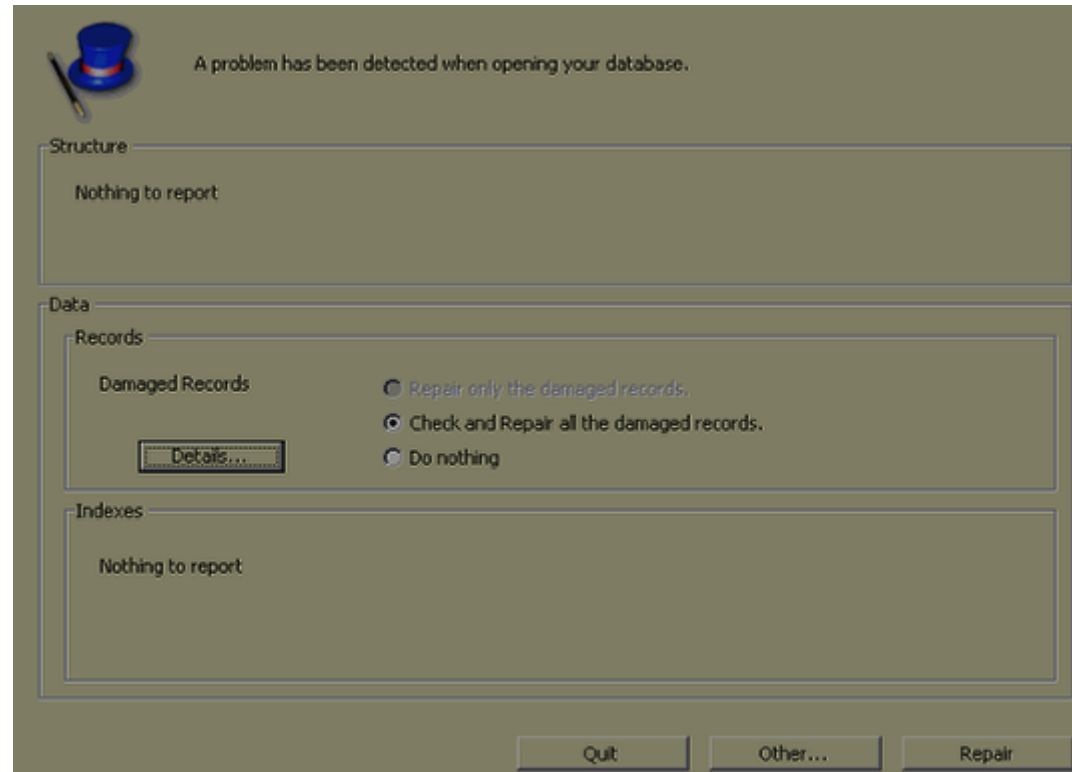 A problem has been detected when opening your database.
Structure
Nothing to report
Data
Records
Damaged Records
Repair only the damaged records.
Check and Repair all the damaged records.
Details...
Do nothing
Indexes
Nothing to report
Quit
Other...
Repair